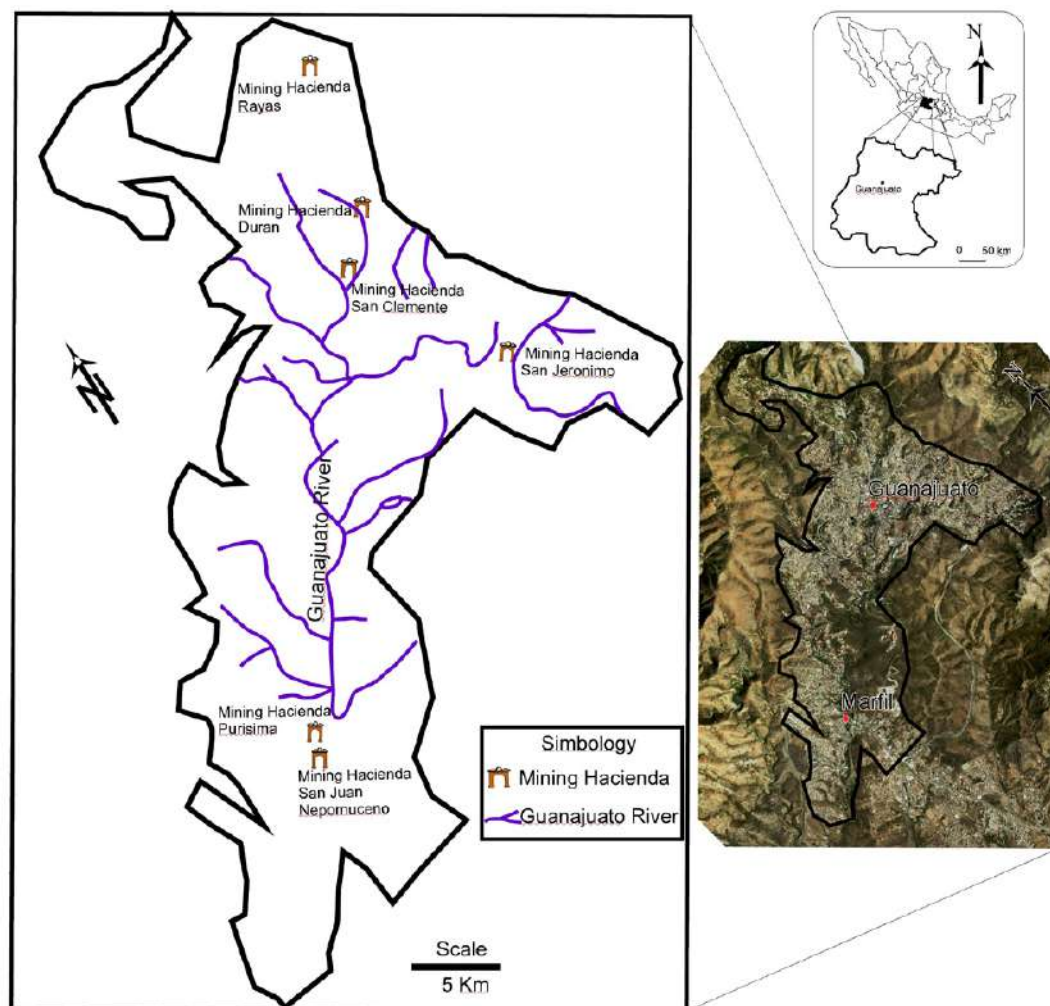 Mining Hacienda
Rayas
Mining Hacienda
Duran
Mining Hacienda
San Clemente
Mining Hacienda
San Jeronimo
N
Guanajuato River
Mining Hacienda
Purisima
Mining Hacienda
San Juan
Nepomuceno
Simbology
Mining Hacienda
Guanajuato River
Scale
5 Km
N
Guanajuato
0 50 km
N
Guanajuato
Marfil